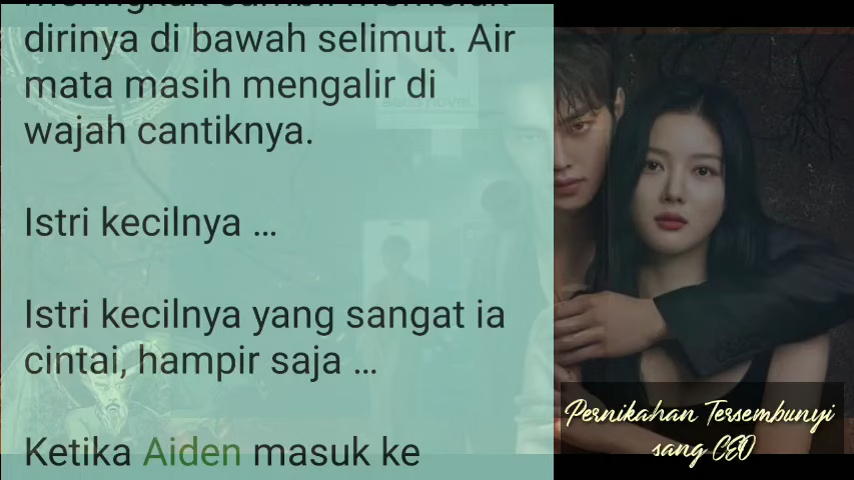 dirinya di bawah selimut. Air
mata masih mengalir di
wajah cantiknya.
Istri kecilnya ...
Istri kecilnya yang sangat ia
cintai, hampir saja ...
Ketika Aiden masuk ke
Pernikahan Tersembunyi
sang CEO